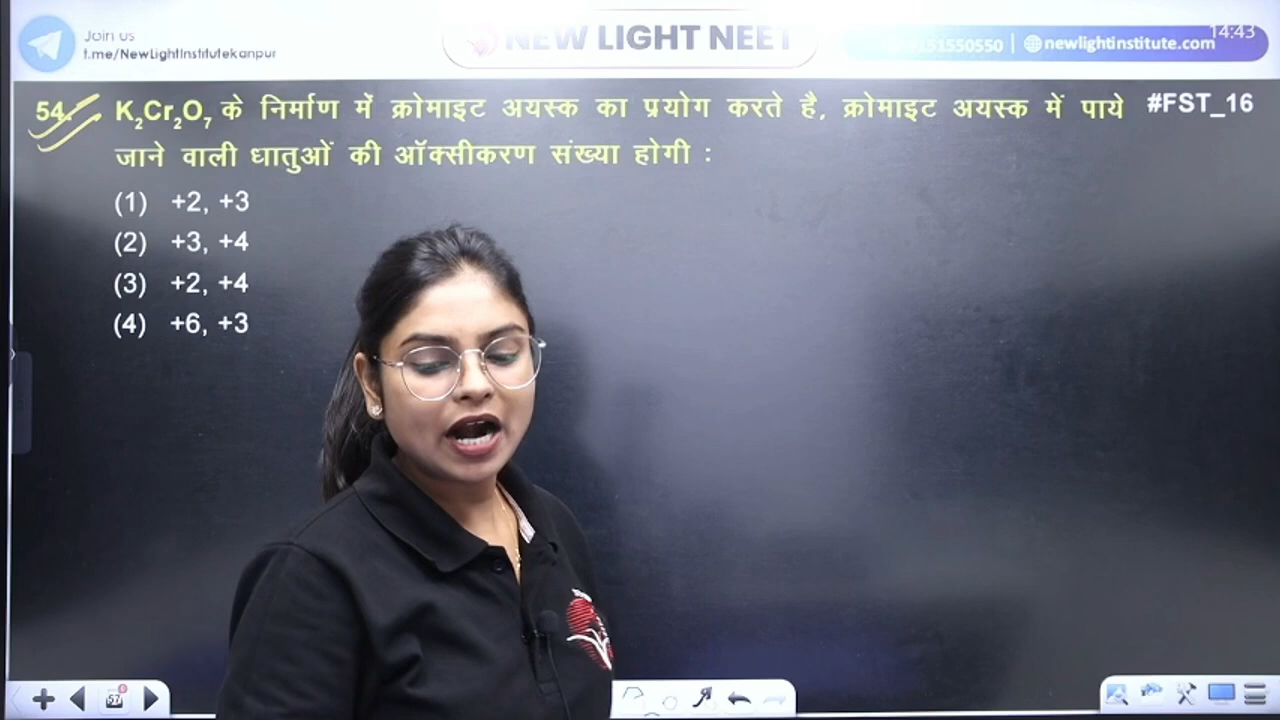 Join us
t.me/NewLightInstitutekanpur
NEW LIGHT NEET
newlightinstitute.com
14:43
54. K₂Cr₂O₇ के निर्माण में क्रोमाइट अयस्क का प्रयोग करते है, क्रोमाइट अयस्क में पाये
#FST_16
जाने वाली धातुओं की ऑक्सीकरण संख्या होगी :
(1) +2, +3
(2) +3, +4
(3) +2, +4
(4) +6, +3
57